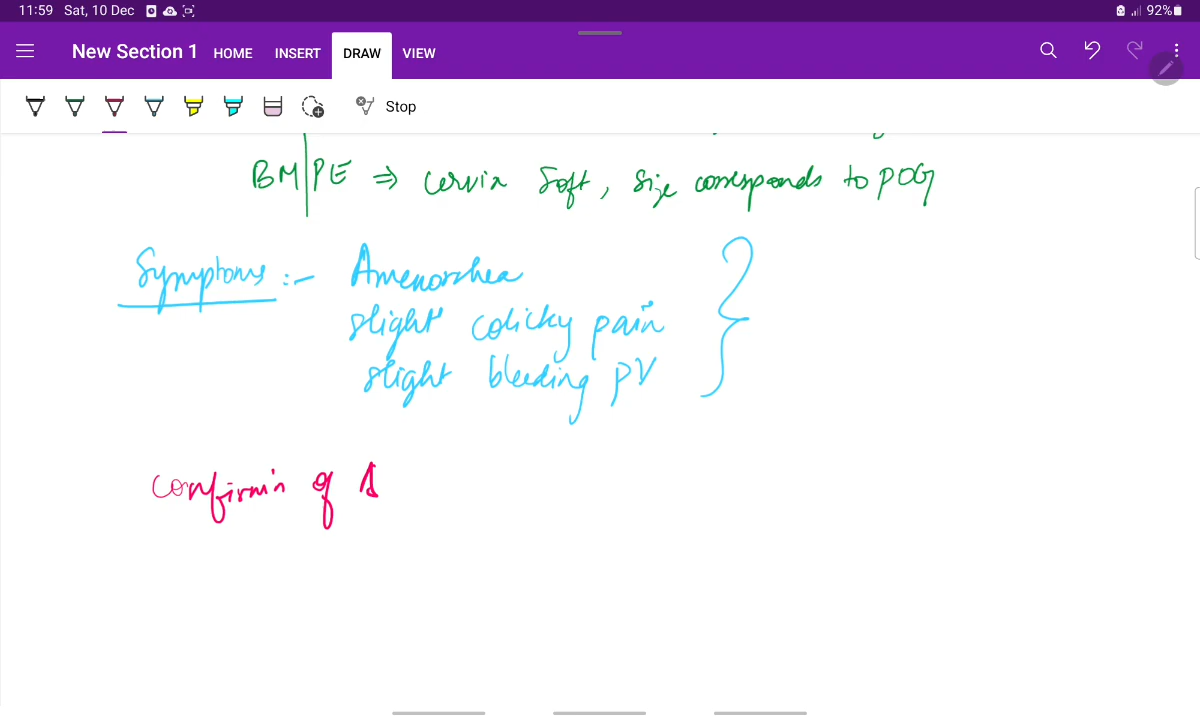 11:59 Sat, 10 Dec 92%
New Section 1 HOME INSERT DRAW VIEW
Stop
BM|PE ⇒ cervix soft, size corresponds to POG
Symptoms :- Amenorrhea
slight colicky pain
slight bleeding PV
confirmin of